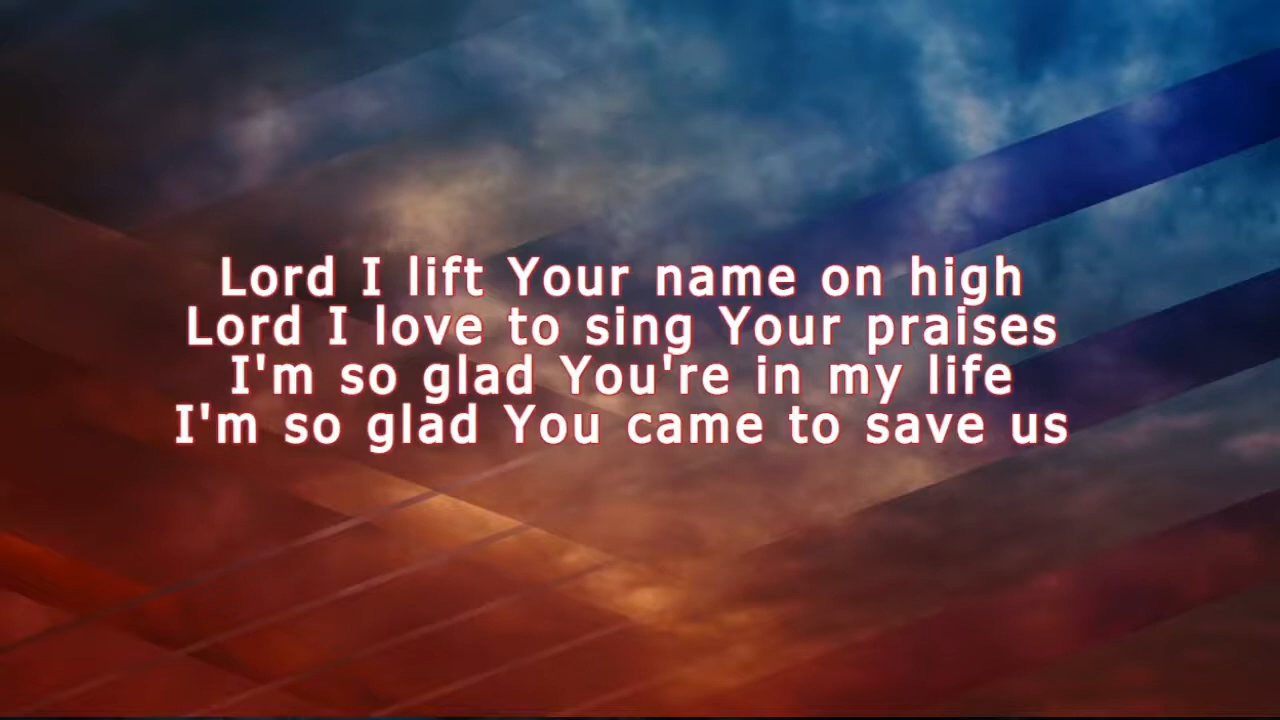 Lord I lift Your name on high
Lord I love to sing Your praises
I'm so glad You're in my life
I'm so glad You came to save us